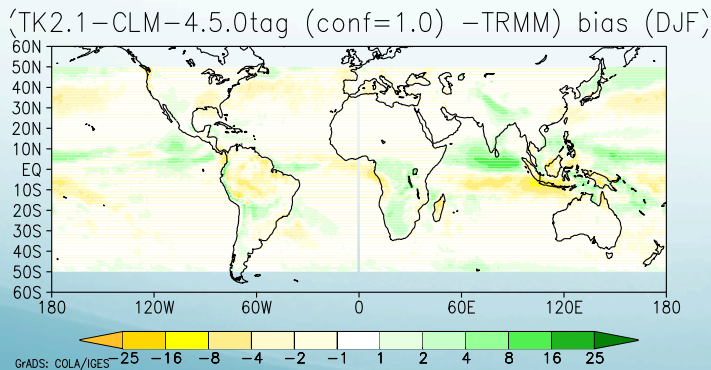 (TK2.1-CLM-4.5.0tag (conf=1.0) -TRMM) bias (DJF)
60N
50N
40N
30N
20N
10N
EQ
10S
20S
30S
40S
50S
60S
180 120W 60W 0 60E 120E 180
-25 -16 -8 -4 -2 -1 1 2 4 8 16 25
GrADS: COLA/IGES